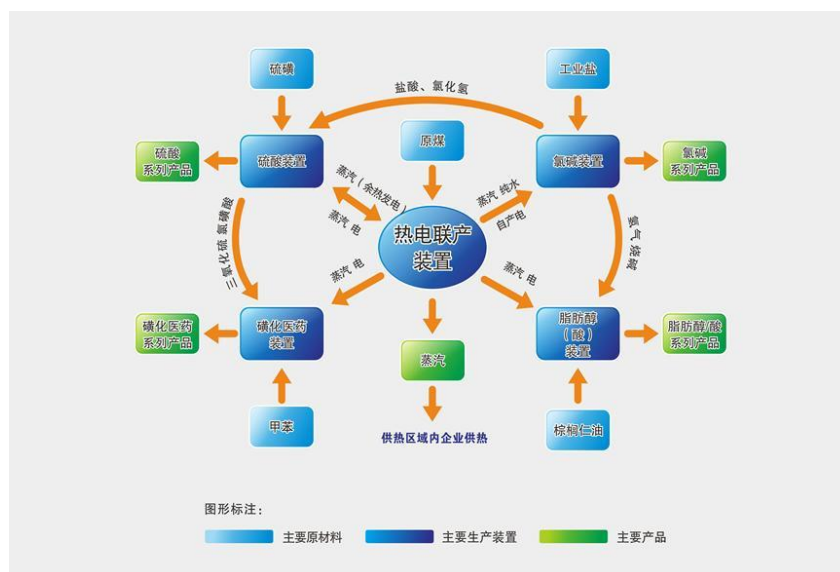 硫磺
工业盐
盐酸、氯化氢
原煤
硫酸
系列产品
硫酸装置
氯碱装置
氯碱
系列产品
蒸汽（余热发电）
蒸汽 电
蒸汽 纯水
自产电
热电联产
装置
三氧化硫 氯磺酸
氢气 烧碱
蒸汽 电
蒸汽 电
磺化医药
系列产品
磺化医药
装置
蒸汽
脂肪醇
（酸）
装置
脂肪醇/酸
系列产品
甲苯
供热区域内企业供热
棕榈仁油
图形标注：
主要原材料
主要生产装置
主要产品